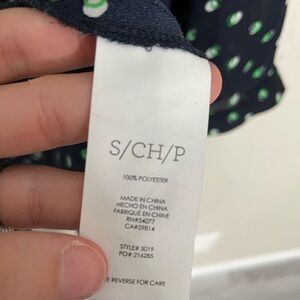 S/CH/P
100% POLYESTER
MADE IN CHINA
HECHO EN CHINA
FABRIQUÉ EN CHINE
RN#54077
CA#59814
STYLE# 5019
PO# 216285
REVERSE FOR CARE